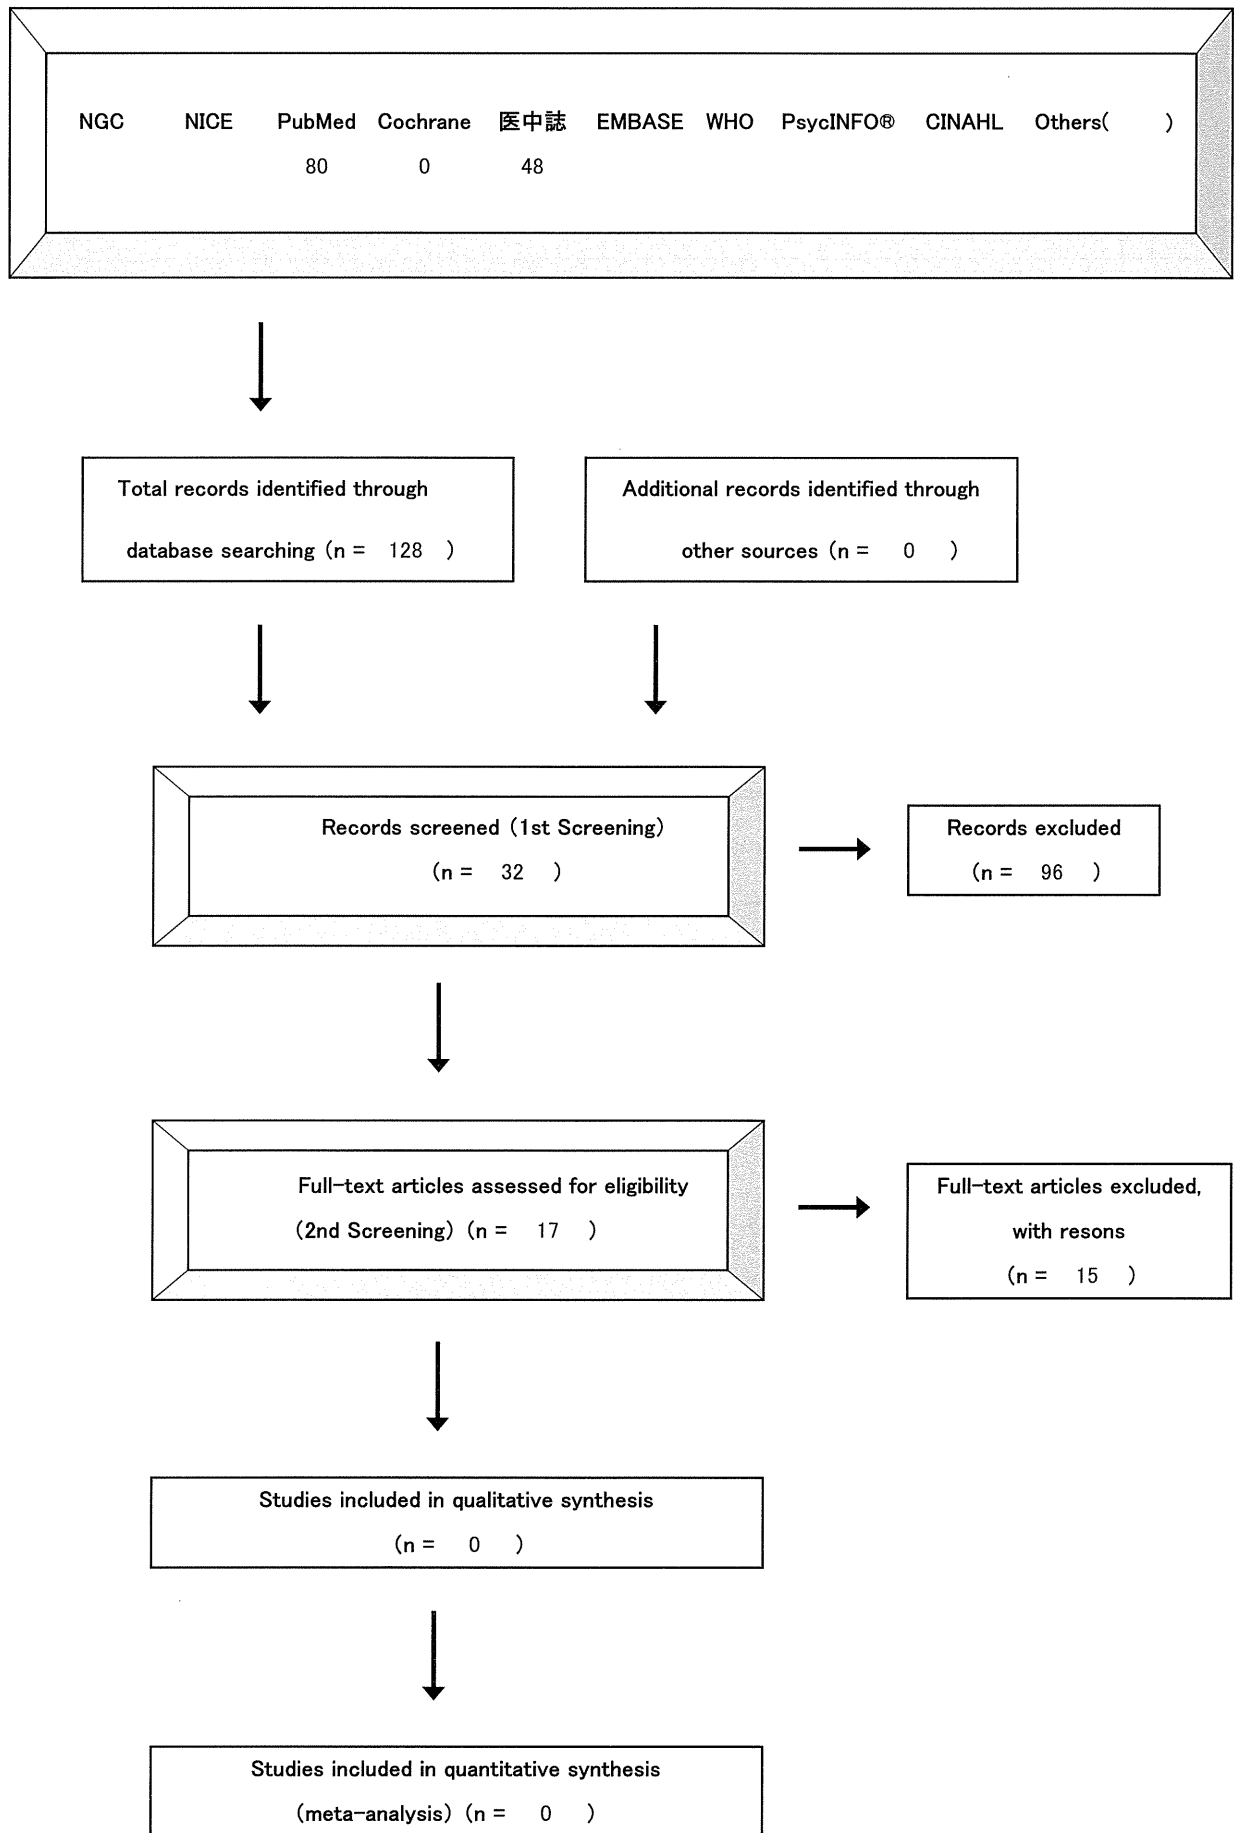 NGC NICE PubMed Cochrane 医中誌 EMBASE WHO PsycINFO® CINAHL Others( )
80 0 48
Total records identified through
database searching (n = 128 )
Additional records identified through
other sources (n = 0 )
Records screened (1st Screening)
(n = 32 )
Records excluded
(n = 96 )
Full-text articles assessed for eligibility
(2nd Screening) (n = 17 )
Full-text articles excluded,
with resons
(n = 15 )
Studies included in qualitative synthesis
(n = 0 )
Studies included in quantitative synthesis
(meta-analysis) (n = 0 )